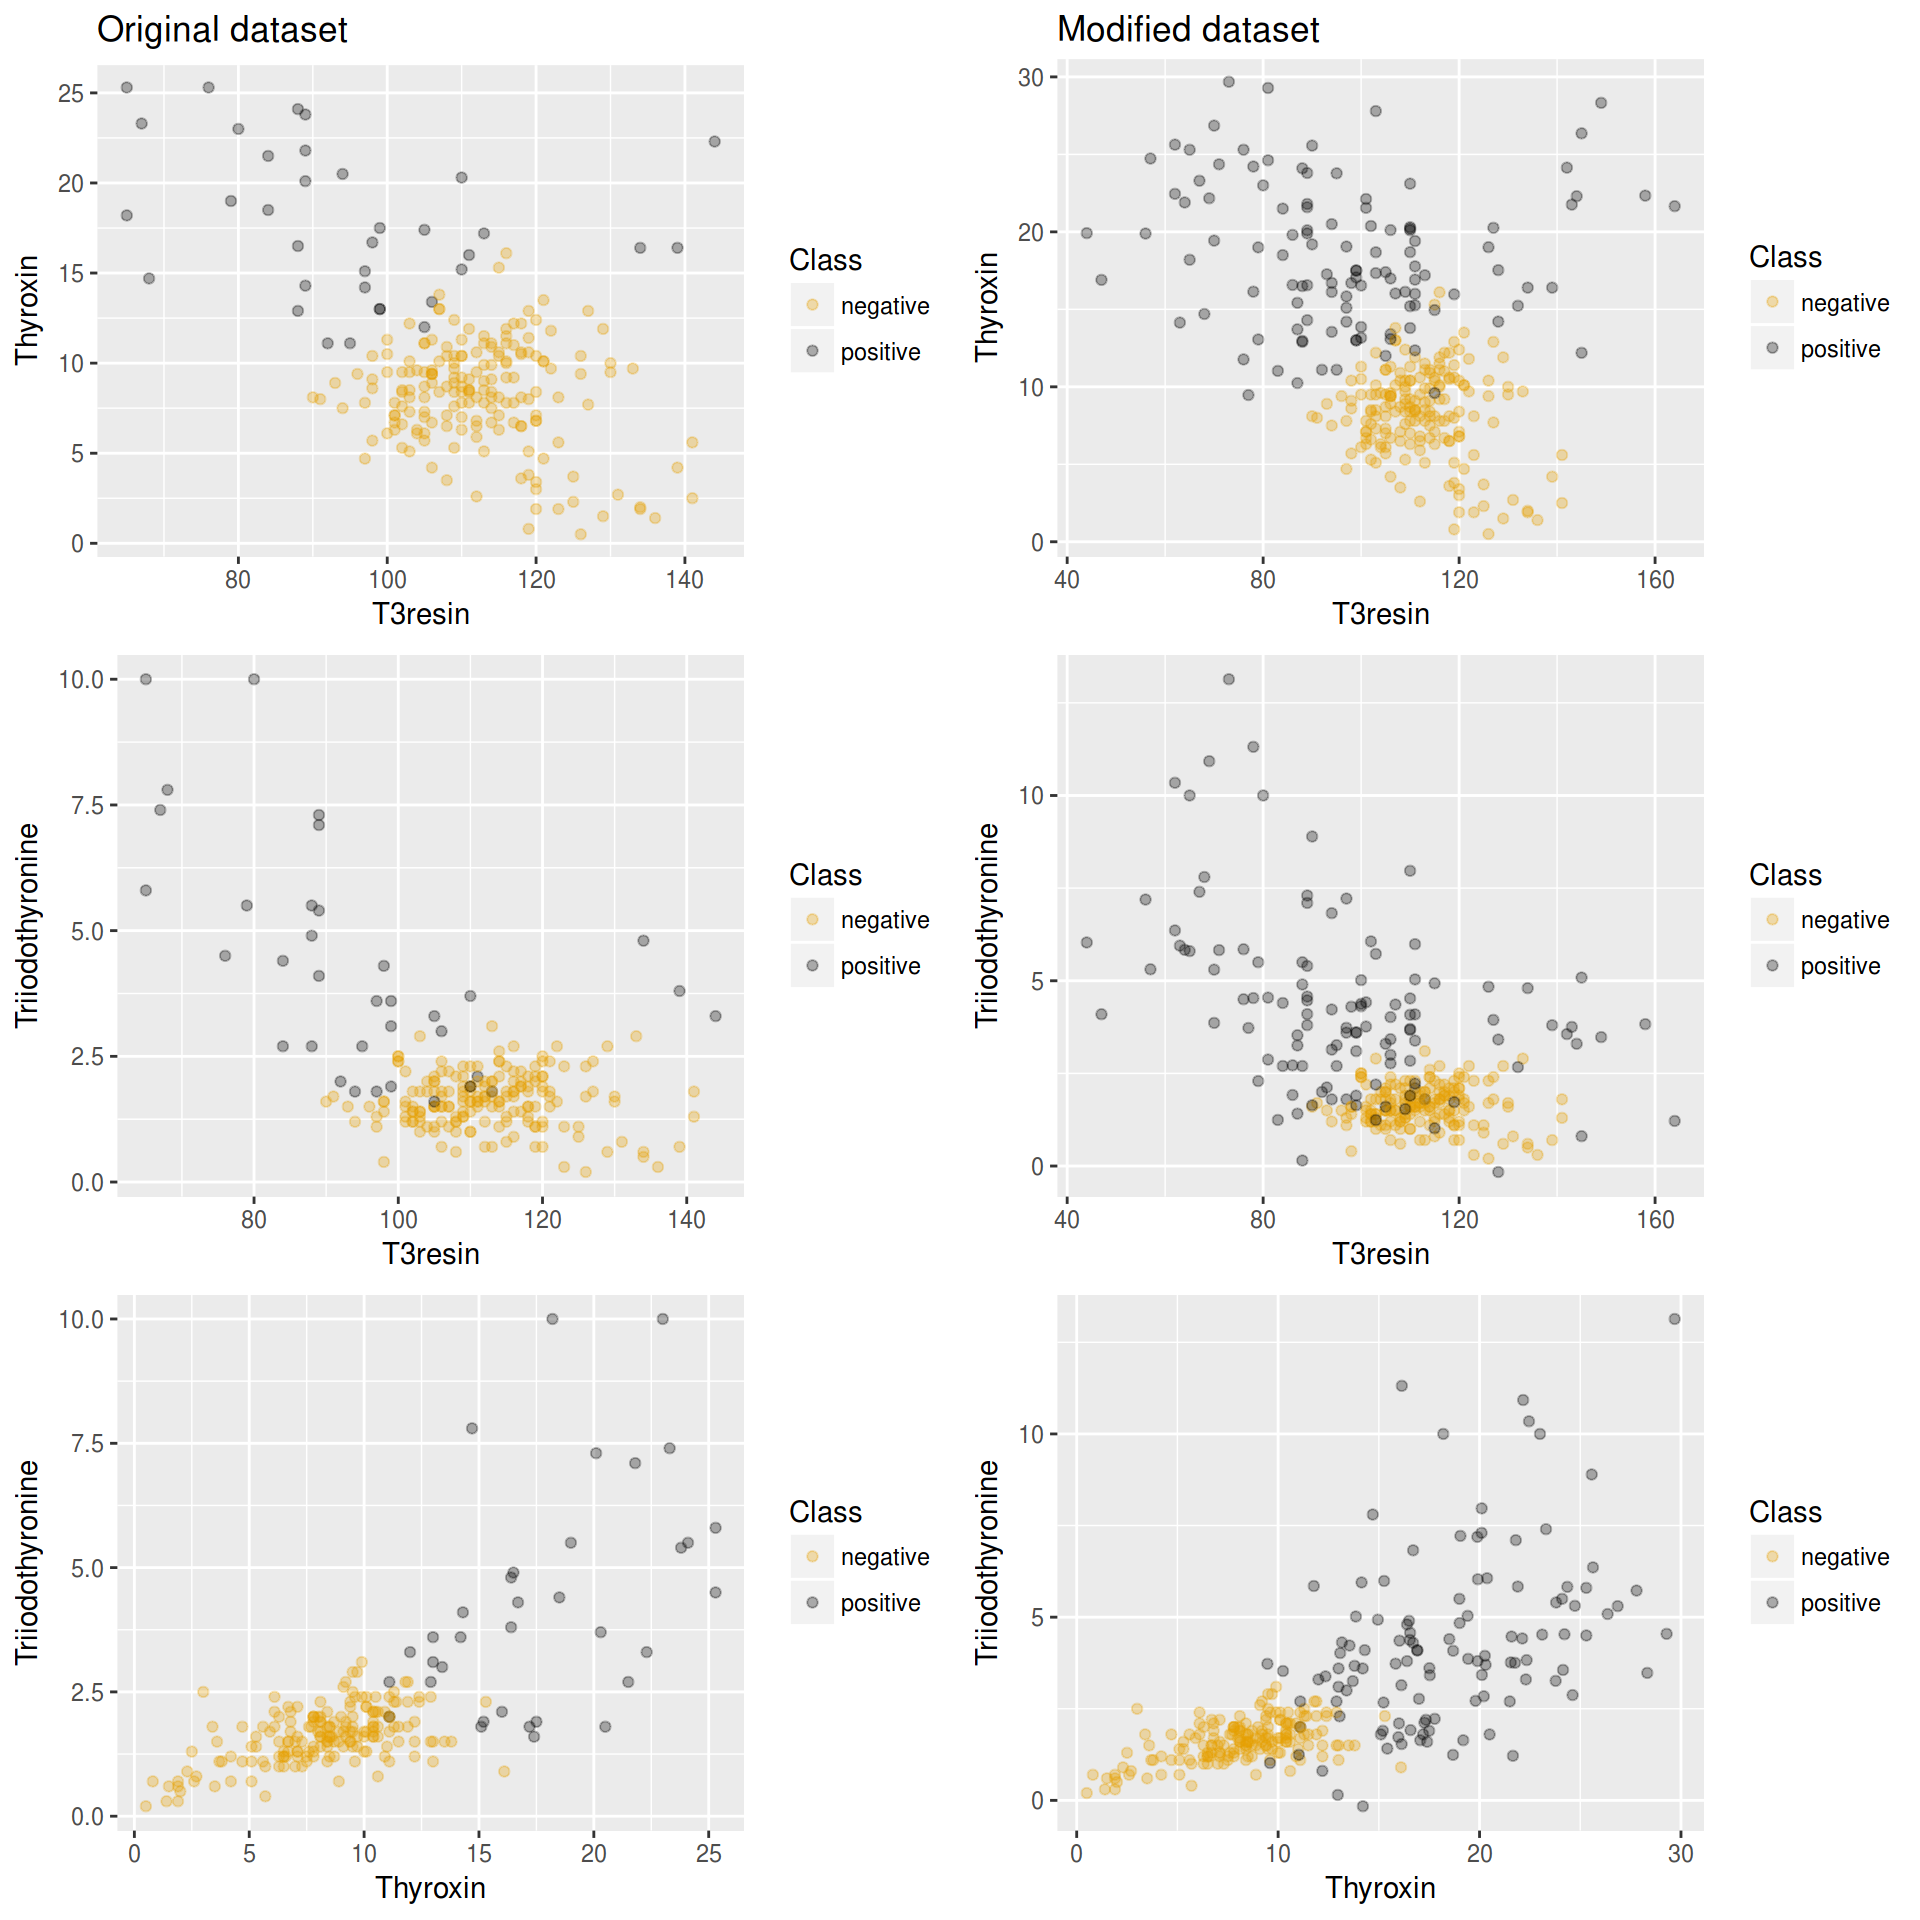 Original dataset
25
20
15
10
5
0
Thyroxin
80 100 120 140
T3resin
Class
negative
positive
Modified dataset
30
20
10
0
Thyroxin
40 80 120 160
T3resin
Class
negative
positive
10.0
7.5
5.0
2.5
0.0
Triiodothyronine
80 100 120 140
T3resin
Class
negative
positive
10
5
0
Triiodothyronine
40 80 120 160
T3resin
Class
negative
positive
10.0
7.5
5.0
2.5
0.0
Triiodothyronine
0 5 10 15 20 25
Thyroxin
Class
negative
positive
10
5
0
Triiodothyronine
0 10 20 30
Thyroxin
Class
negative
positive